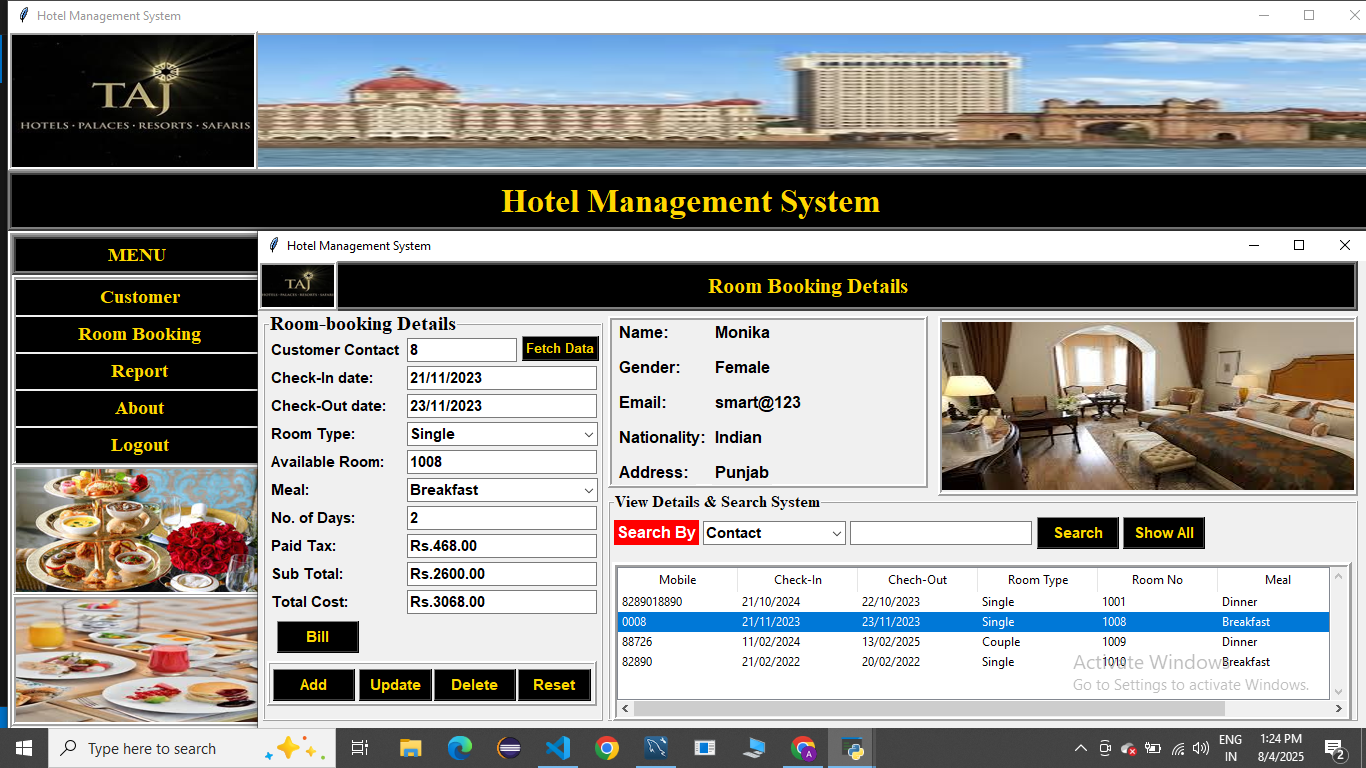 Hotel Management System
TAJ
HOTELS · PALACES · RESORTS · SAFARIS
Hotel Management System
MENU
Customer
Room Booking
Report
About
Logout
Hotel Management System
TAJ
HOTELS · PALACES · RESORTS · SAFARIS
Room Booking Details
Room-booking Details
Customer Contact 8 Fetch Data
Check-In date: 21/11/2023
Check-Out date: 23/11/2023
Room Type: Single
Available Room: 1008
Meal: Breakfast
No. of Days: 2
Paid Tax: Rs.468.00
Sub Total: Rs.2600.00
Total Cost: Rs.3068.00
Bill
Add Update Delete Reset
Name: Monika
Gender: Female
Email: smart@123
Nationality: Indian
Address: Punjab
View Details & Search System
Search By Contact Search Show All
Mobile Check-In Chech-Out Room Type Room No Meal
8289018890 21/10/2024 22/10/2023 Single 1001 Dinner
0008 21/11/2023 23/11/2023 Single 1008 Breakfast
88726 11/02/2024 13/02/2025 Couple 1009 Dinner
82890 21/02/2022 20/02/2022 Single 1010 Breakfast
Activate Windows
Go to Settings to activate Windows.
Type here to search
A
ENG
IN
1:24 PM
8/4/2025
2